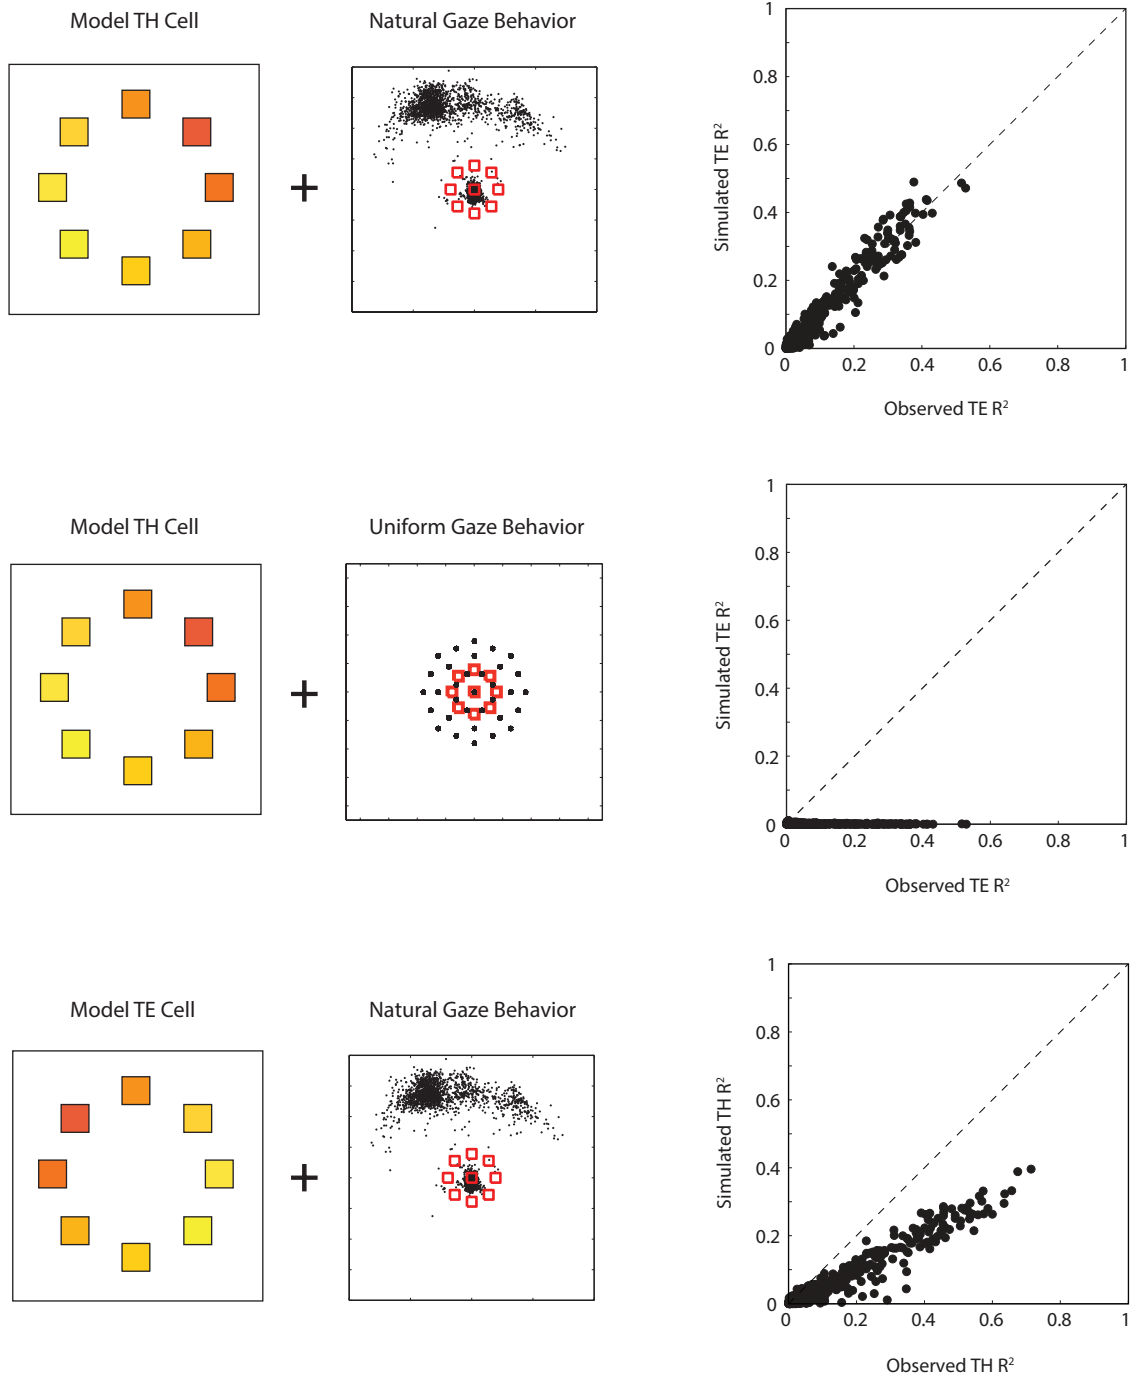 Model TH Cell
Natural Gaze Behavior
+
1
0.8
0.6
0.4
0.2
0
Simulated TE R²
0 0.2 0.4 0.6 0.8 1
Observed TE R²
Model TH Cell
Uniform Gaze Behavior
+
1
0.8
0.6
0.4
0.2
0
Simulated TE R²
0 0.2 0.4 0.6 0.8 1
Observed TE R²
Model TE Cell
Natural Gaze Behavior
+
1
0.8
0.6
0.4
0.2
0
Simulated TH R²
0 0.2 0.4 0.6 0.8 1
Observed TH R²